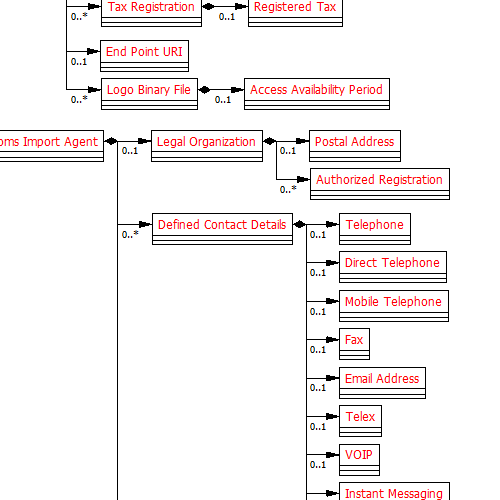 Tax Registration
Registered Tax
0..*
0..1
End Point URI
0..1
Logo Binary File
Access Availability Period
0..*
0..1
Import Agent
Legal Organization
Postal Address
0..1
0..1
Authorized Registration
0..*
Defined Contact Details
Telephone
0..*
0..1
Direct Telephone
0..1
Mobile Telephone
0..1
Fax
0..1
Email Address
0..1
Telex
0..1
VOIP
0..1
Instant Messaging